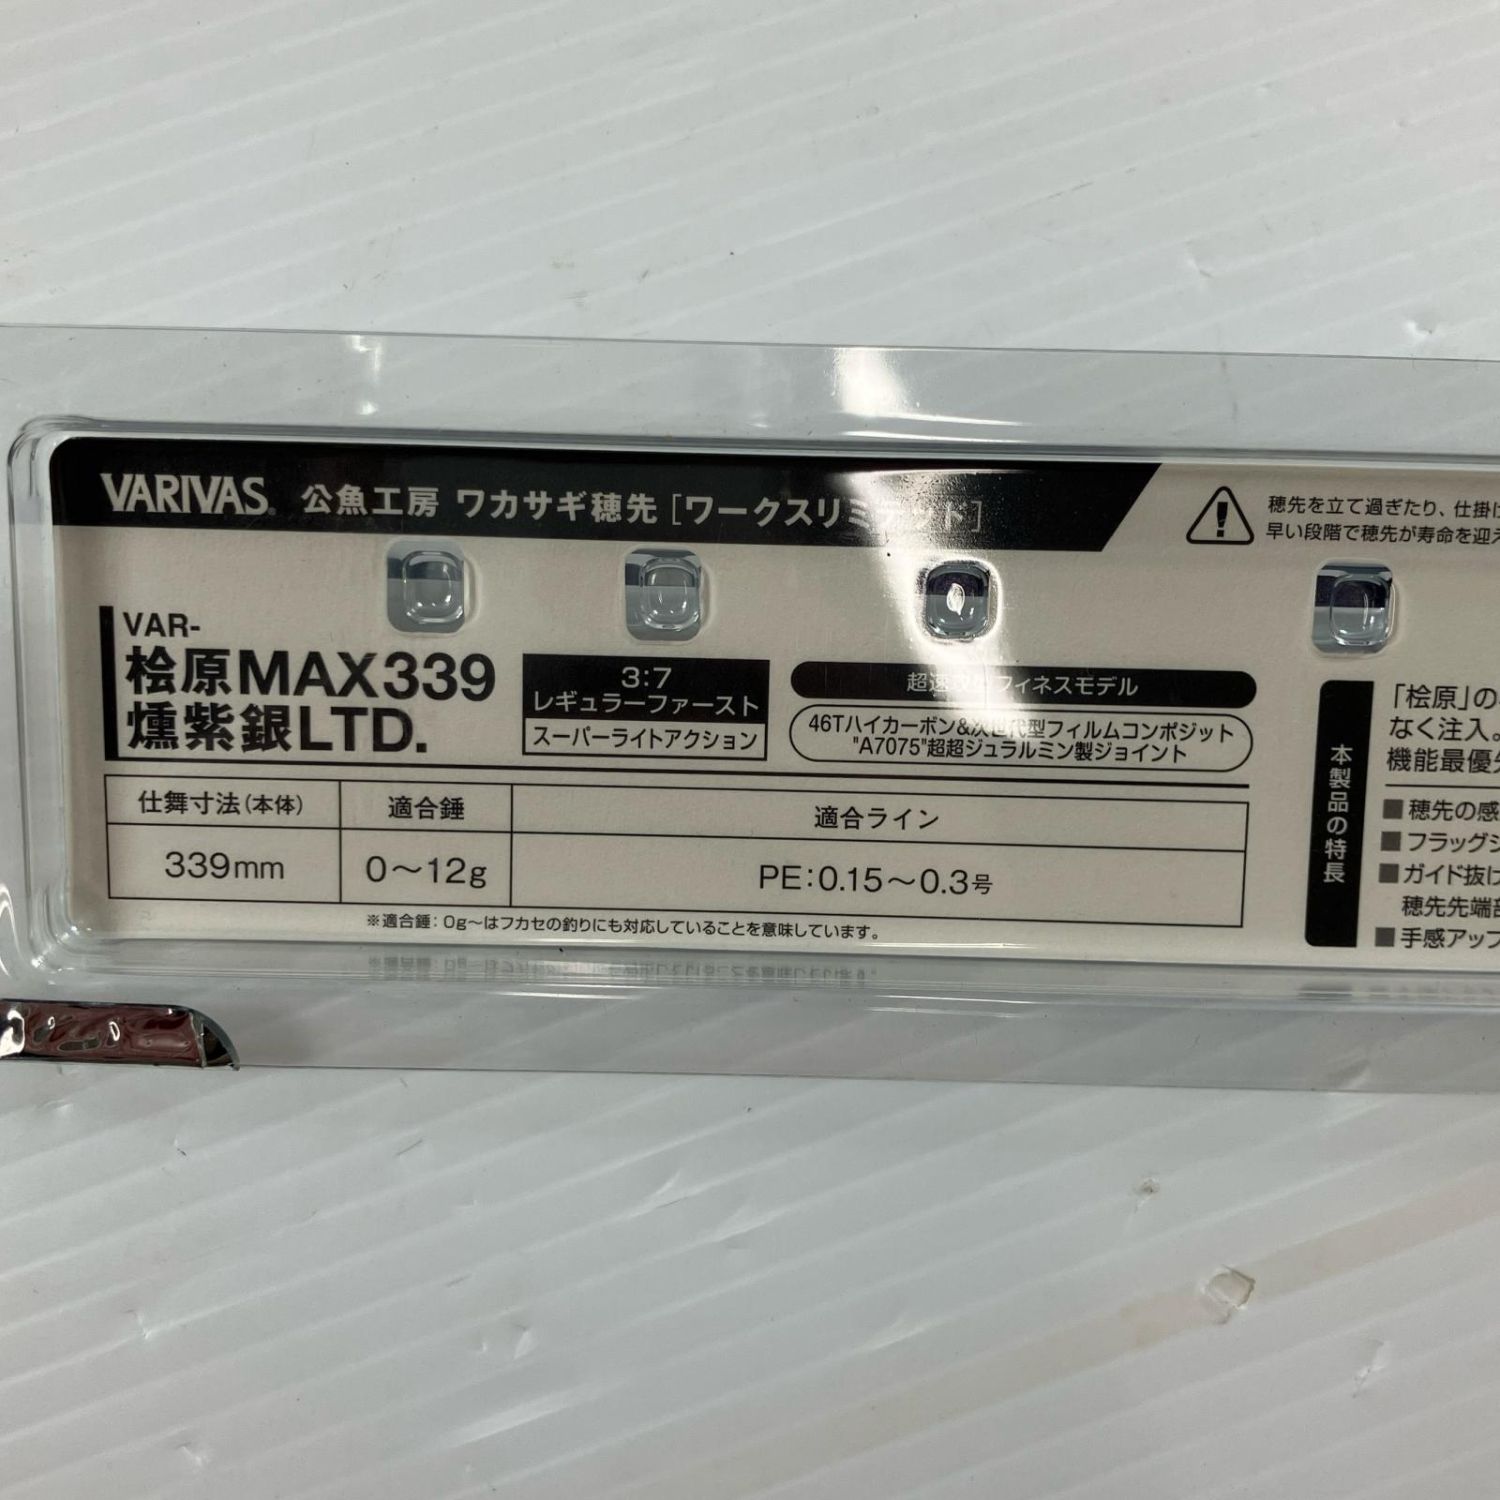 VARIVAS® 公魚工房 ワカサギ穂先 [ワークスリミテッド]
穂先を立て過ぎたり、仕掛け
早い段階で穂先が寿命を迎え
VAR-
桧原MAX339
燻紫銀LTD.
3:7
レギュラーファースト
スーパーライトアクション
フィネスモデル
46Tハイカーボン&次世代型フィルムコンポジット
"A7075"超超ジュラルミン製ジョイント
仕舞寸法(本体) 適合錘 適合ライン
339mm 0～12g PE:0.15～0.3号
※適合錘：0g～はフカセの釣りにも対応していることを意味しています。
本製品の特長
「桧原」の
なく注入。
機能最優先
■穂先の感
■フラッグシ
■ガイド抜け
穂先先端部
■手感アップ